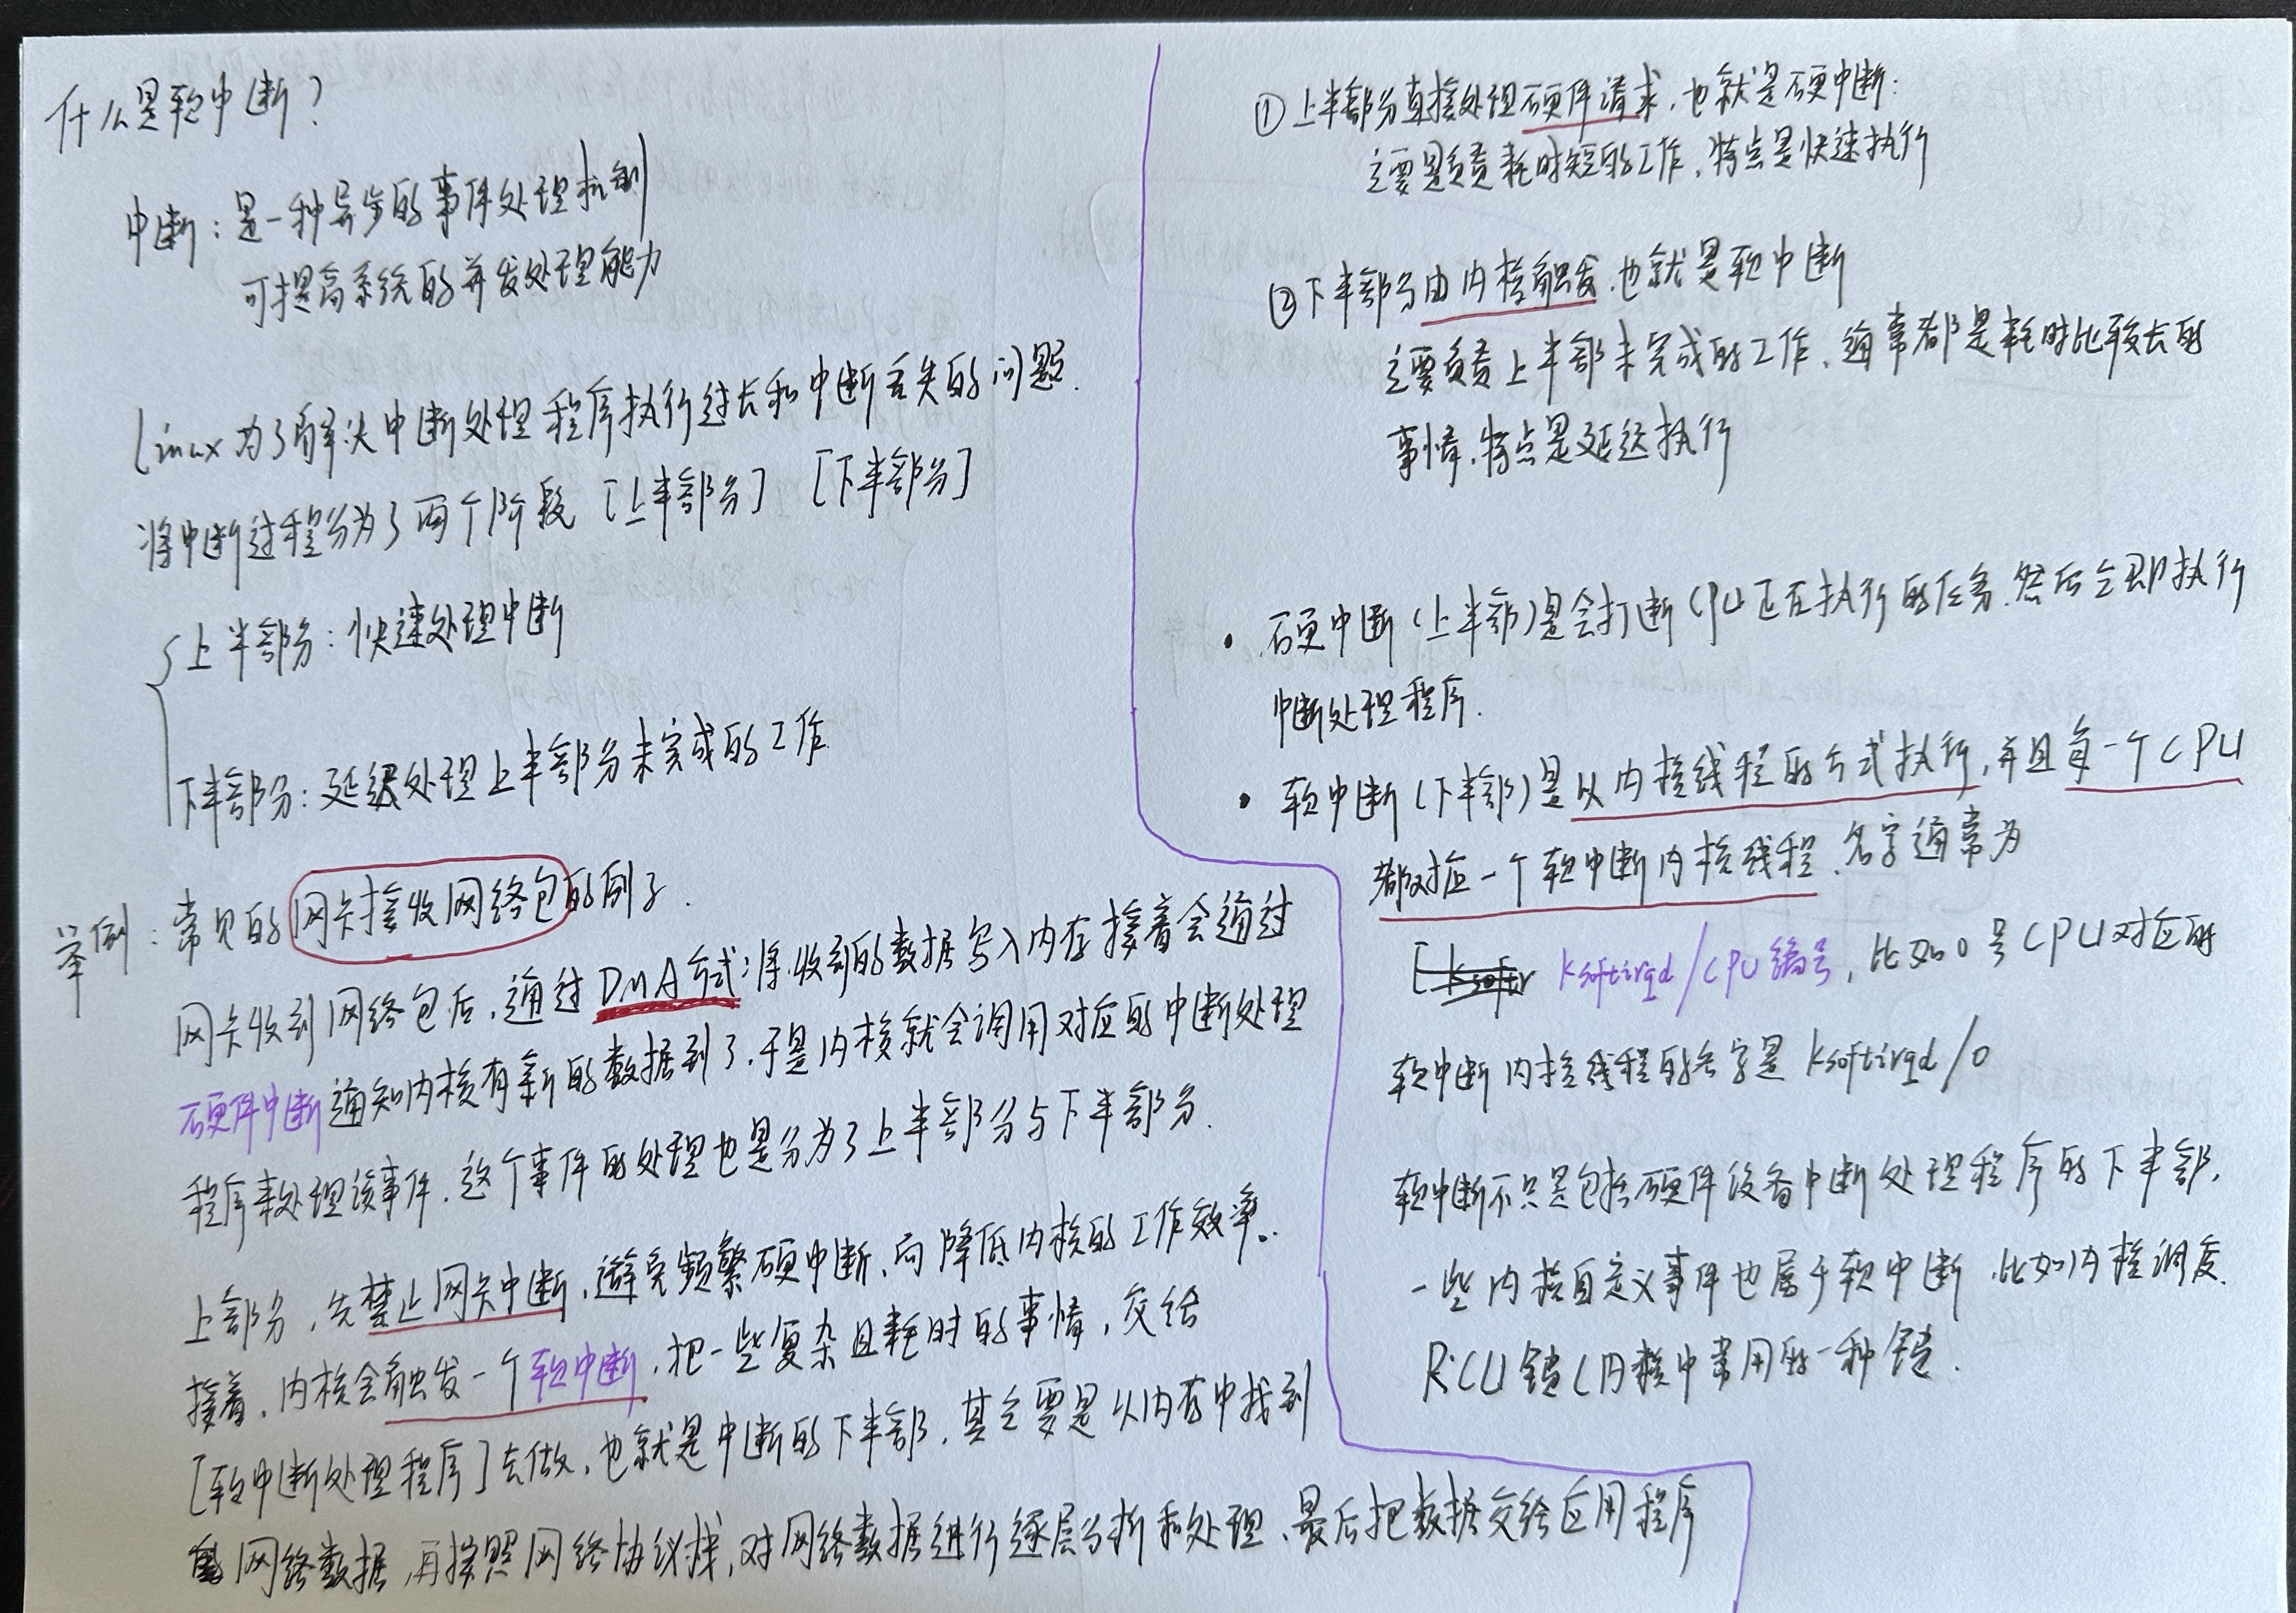 什么是软中断？
中断：是一种异步的事件处理机制
可提高系统的并发处理能力
Linux为了解决中断处理程序执行过长和中断丢失的问题.
将中断过程分为了两个阶段［上半部分］［下半部分］
上半部分：快速处理中断
下半部分：延迟处理上半部分未完成的工作.
举例：常见的网卡接收网络包的例子.
网卡收到网络包后，通过DMA方式：将收到的数据写入内存接着会通过
硬件中断通知内核有新的数据到了，于是内核就会调用对应的中断处理
程序来处理该事件，这个事件的处理也是分为了上半部分与下半部分.
上部分，先禁止网卡中断，避免频繁硬中断，而降低内核的工作效率..
接着，内核会触发一个软中断，把一些复杂且耗时的事情，交给
［软中断处理程序］去做，也就是中断的下半部，其主要是从内存中找到
网络数据，再按照网络协议栈，对网络数据进行逐层分析和处理，最后把数据交给应用程序
①上半部分直接处理硬件请求，也就是硬中断：
主要是负责耗时短的工作，特点是快速执行
②下半部分由内核触发，也就是软中断
主要负责上半部未完成的工作，通常都是耗时比较长的
事情，特点是延迟执行
• 硬中断（上半部）是会打断CPU正在执行的任务，然后立即执行
中断处理程序.
• 软中断（下半部）是以内核线程的方式执行，并且每一个CPU
都对应一个软中断内核线程，名字通常为
［ksoftr ksoftirqd/CPU编号，比如0号CPU对应的
软中断内核线程的名字是ksoftirqd/0
软中断不只是包括硬件设备中断处理程序的下半部，
一些内核自定义事件也属于软中断，比如内核调度、
RCU锁（内核中常用的一种锁.